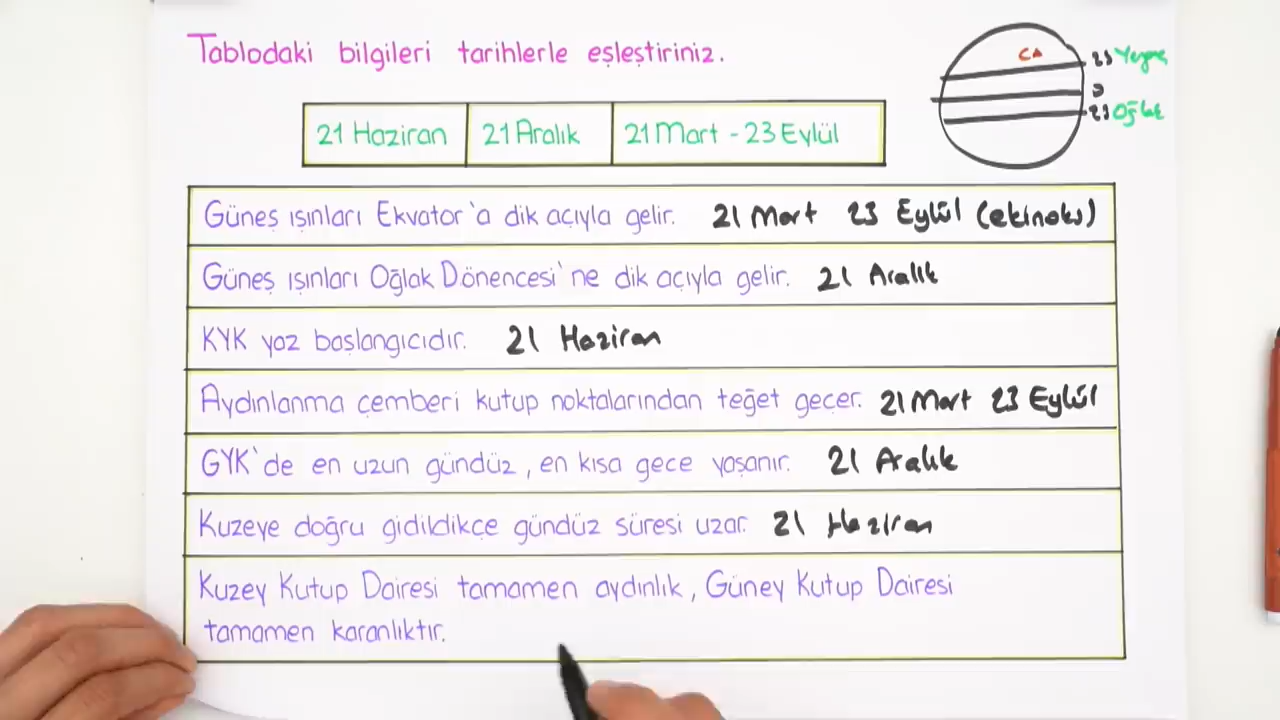 Tablodaki bilgileri tarihlerle eşleştiriniz.
21 Haziran 21 Aralık 21 Mart - 23 Eylül
23
0
23 Oğlak
Güneş ışınları Ekvator'a dik açıyla gelir. 21 Mart 23 Eylül (ekinoks)
Güneş ışınları Oğlak Dönencesi'ne dik açıyla gelir. 21 Aralık
KYK yaz başlangıcıdır. 21 Haziran
Aydınlanma çemberi kutup noktalarından teğet geçer. 21 Mart 23 Eylül
GYK'de en uzun gündüz, en kısa gece yaşanır. 21 Aralık
Kuzeye doğru gidildikçe gündüz süresi uzar. 21 Haziran
Kuzey Kutup Dairesi tamamen aydınlık, Güney Kutup Dairesi
tamamen karanlıktır.